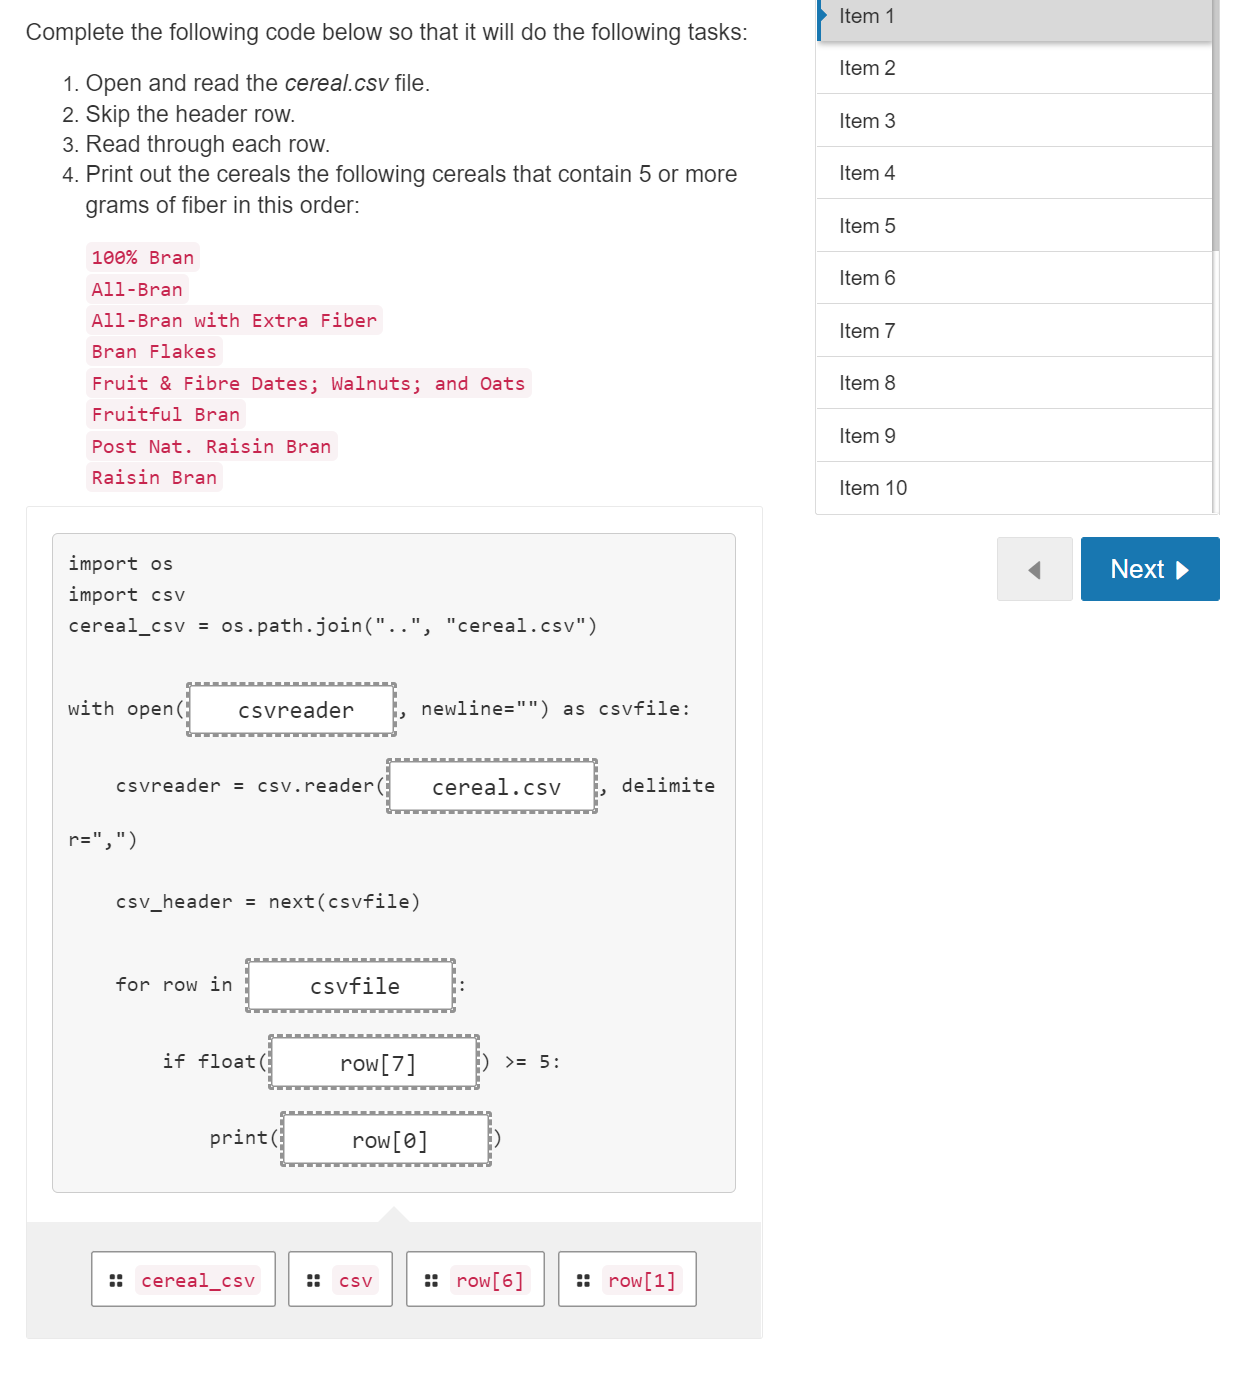 Complete the following code below so that it will do the following tasks:
1. Open and read the cereal.csv file.
2. Skip the header row.
3. Read through each row.
4. Print out the cereals the following cereals that contain 5 or more
grams of fiber in this order:
100% Bran
All-Bran
All-Bran with Extra Fiber
Bran Flakes
Fruit & Fibre Dates; Walnuts; and Oats
Fruitful Bran
Post Nat. Raisin Bran
Raisin Bran
import os
import csv
cereal_csv = os.path.join("..", "cereal.csv")
with open( csvreader , newline="") as csvfile:
csvreader = csv.reader( cereal.csv , delimite
r=",")
csv_header = next(csvfile)
for row in csvfile :
if float( row[7] ) >= 5:
print( row[0] )
cereal_csv csv row[6] row[1]
Item 1
Item 2
Item 3
Item 4
Item 5
Item 6
Item 7
Item 8
Item 9
Item 10
Next